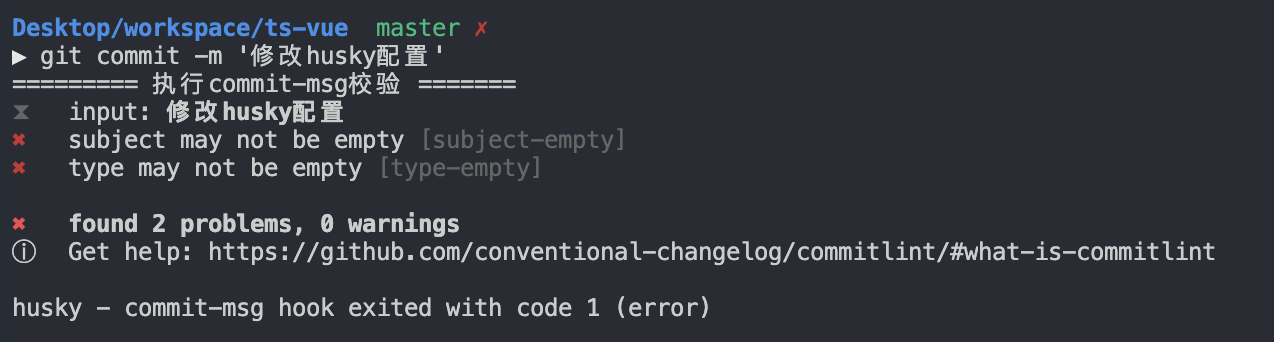 Desktop/workspace/ts-vue master ✗
▶ git commit -m '修改husky配置'
========= 执行commit-msg校验 =======
⧗ input: 修改husky配置
✖ subject may not be empty [subject-empty]
✖ type may not be empty [type-empty]
✖ found 2 problems, 0 warnings
ⓘ Get help: https://github.com/conventional-changelog/commitlint/#what-is-commitlint
husky - commit-msg hook exited with code 1 (error)